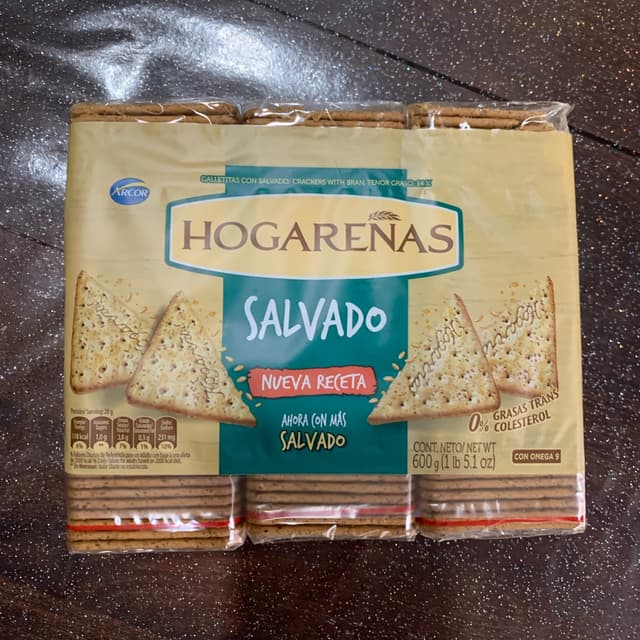 ARCOR
GALLETITAS CON SALVADO/ CRACKERS WITH BRAN. TENOR GRASO: 14%
HOGAREÑAS
SALVADO
NUEVA RECETA
AHORA CON MÁS
SALVADO
0% GRASAS TRANS
COLESTEROL
CONT. NETO/ NET WT
600 g (1 lb 5.1 oz)
CON OMEGA 9